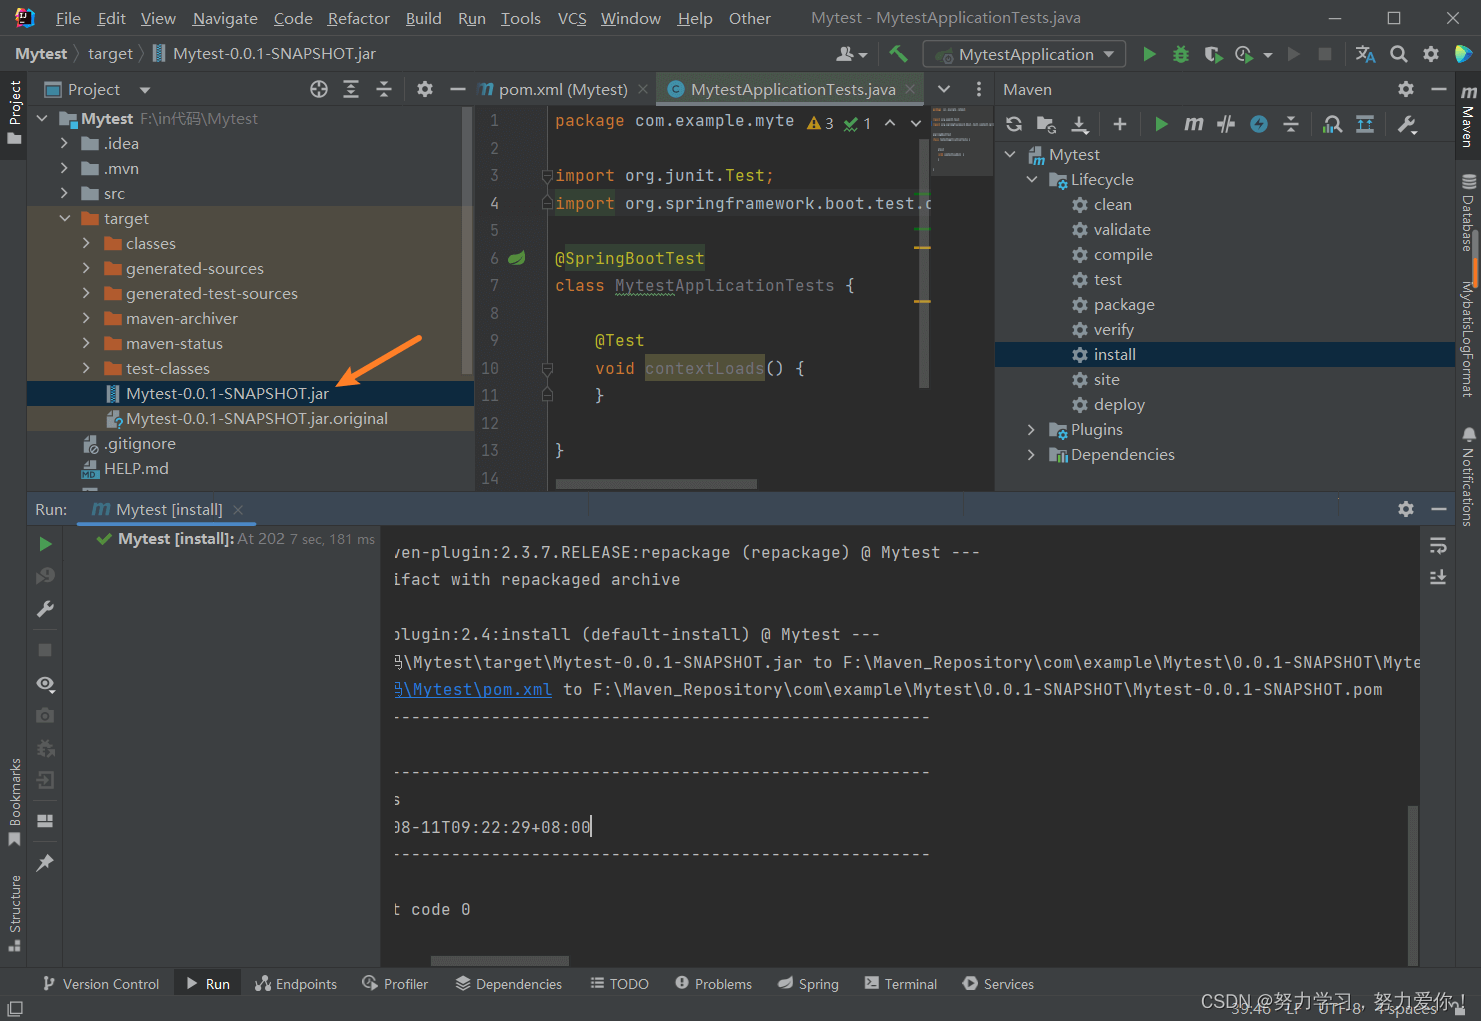 File Edit View Navigate Code Refactor Build Run Tools VCS Window Help Other Mytest - MytestApplicationTests.java
Mytest target Mytest-0.0.1-SNAPSHOT.jar MytestApplication
Project
Project
Mytest F:\in代码\Mytest
.idea
.mvn
src
target
classes
generated-sources
generated-test-sources
maven-archiver
maven-status
test-classes
Mytest-0.0.1-SNAPSHOT.jar
Mytest-0.0.1-SNAPSHOT.jar.original
.gitignore
HELP.md
pom.xml (Mytest) MytestApplicationTests.java
1 package com.example.myte 3 1
2
3 import org.junit.Test;
4 import org.springframework.boot.test.
5
6 @SpringBootTest
7 class MytestApplicationTests {
8
9 @Test
10 void contextLoads() {
11 }
12
13 }
14
Maven
Mytest
Lifecycle
clean
validate
compile
test
package
verify
install
site
deploy
Plugins
Dependencies
Maven
Database
MybatisLogFormat
Notifications
Run: Mytest [install]
Mytest [install]: At 202 7 sec, 181 ms
ven-plugin:2.3.7.RELEASE:repackage (repackage) @ Mytest ---
ifact with repackaged archive
plugin:2.4:install (default-install) @ Mytest ---
\Mytest\target\Mytest-0.0.1-SNAPSHOT.jar to F:\Maven_Repository\com\example\Mytest\0.0.1-SNAPSHOT\Myte
\Mytest\pom.xml to F:\Maven_Repository\com\example\Mytest\0.0.1-SNAPSHOT\Mytest-0.0.1-SNAPSHOT.pom
------------------------------------------------------
------------------------------------------------------
s
08-11T09:22:29+08:00
------------------------------------------------------
t code 0
Bookmarks
Structure
Version Control Run Endpoints Profiler Dependencies TODO Problems Spring Terminal Services
39:46 LF UTF-8 4 spaces
CSDN @努力学习，努力爱你！